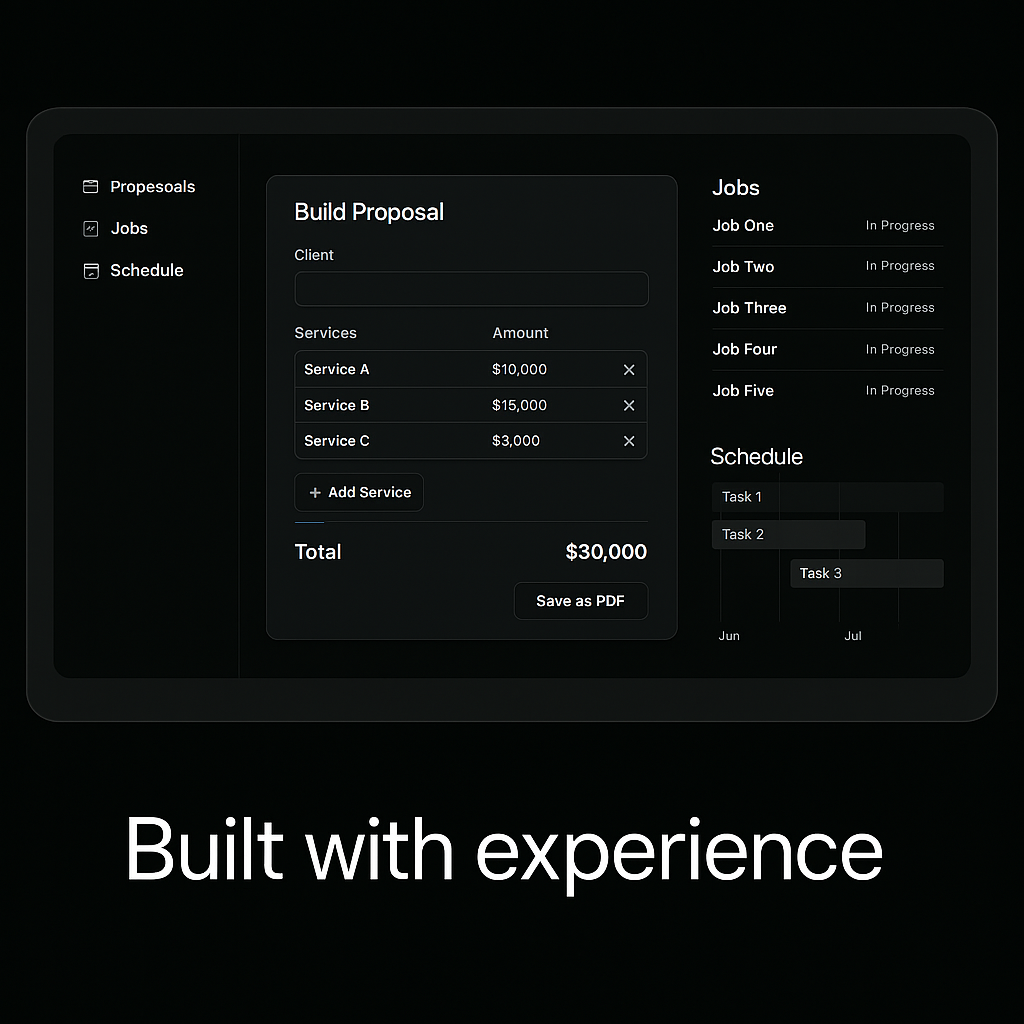 Propesoals
Jobs
Schedule
Build Proposal
Client
Services Amount
Service A $10,000
Service B $15,000
Service C $3,000
+ Add Service
Total $30,000
Save as PDF
Jobs
Job One In Progress
Job Two In Progress
Job Three In Progress
Job Four In Progress
Job Five In Progress
Schedule
Task 1
Task 2
Task 3
Jun Jul
Built with experience